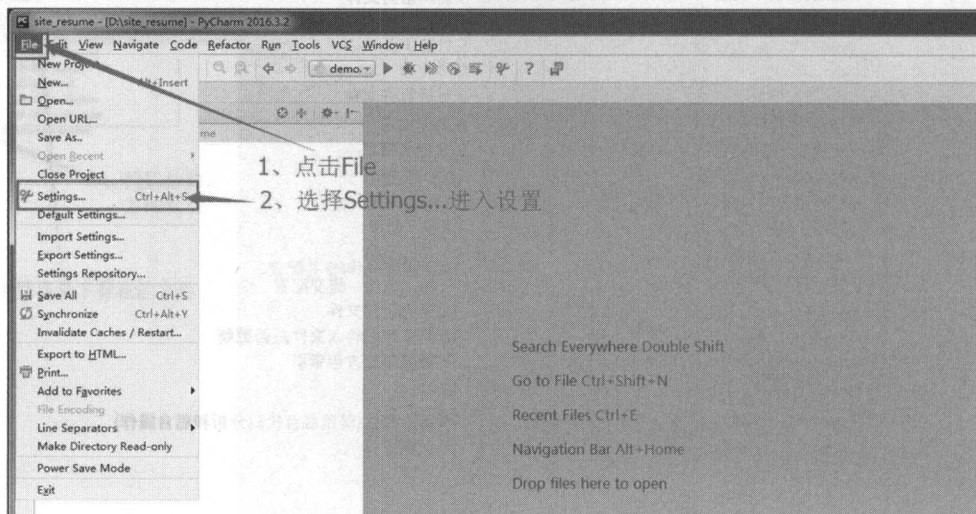 site_resume - [D:\site_resume] - PyCharm 2016.3.2
File Edit View Navigate Code Refactor Run Tools VCS Window Help
New Project
New... Alt+Insert
demo.
Open...
Open URL...
Save As..
Open Recent
Close Project
1、点击File
Settings... Ctrl+Alt+S
2、选择Settings...进入设置
Default Settings...
Import Settings...
Export Settings...
Settings Repository...
Save All Ctrl+S
Synchronize Ctrl+Alt+Y
Invalidate Caches / Restart...
Export to HTML...
Print...
Add to Favorites
File Encoding
Line Separators
Make Directory Read-only
Power Save Mode
Exit
Search Everywhere Double Shift
Go to File Ctrl+Shift+N
Recent Files Ctrl+E
Navigation Bar Alt+Home
Drop files here to open